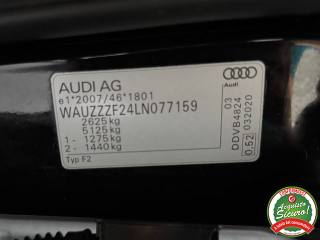 AUDI AG
e1*2007/46*1801
WAUZZZF24LN077159
2625 kg
5125 kg
1- 1275 kg
2- 1440 kg
Typ F2
Audi
03
DDVB4824
032020
0.52
Acquisto
Sicuro!